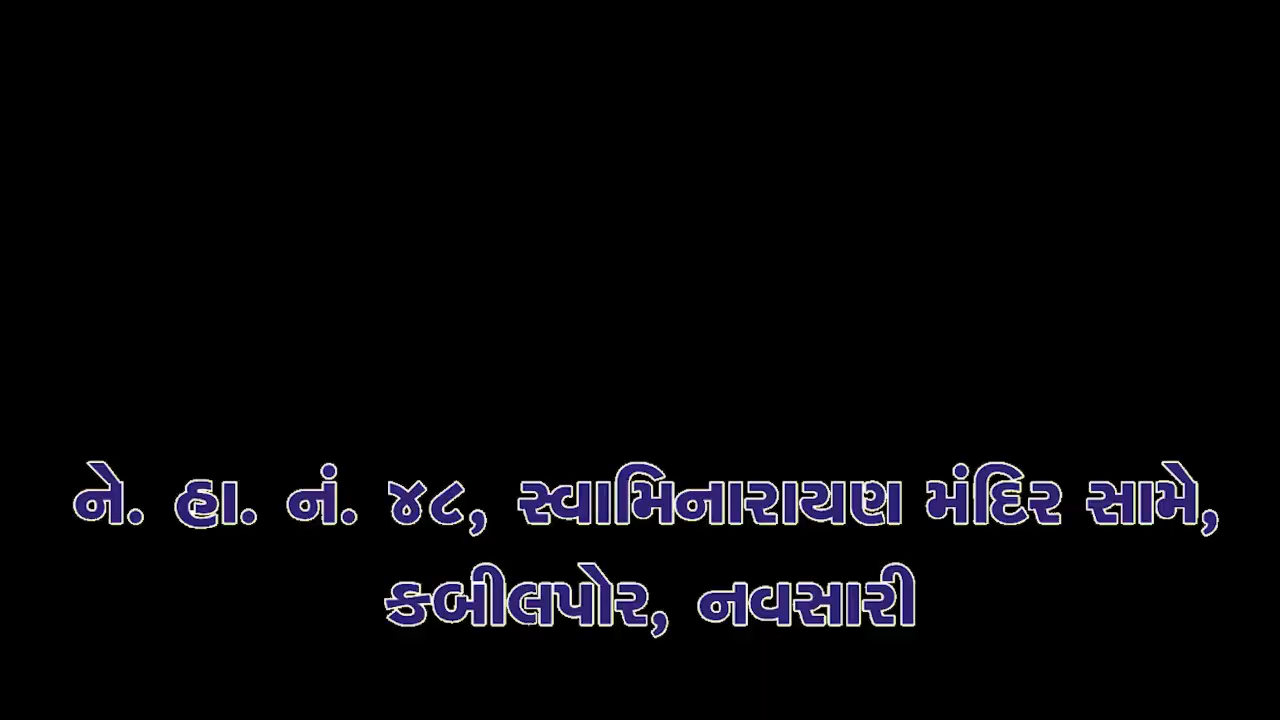 ને. હા. નં. ૪૮, સ્વામિનારાયણ મંદિર સામે,
કબીલપોર, નવસારી